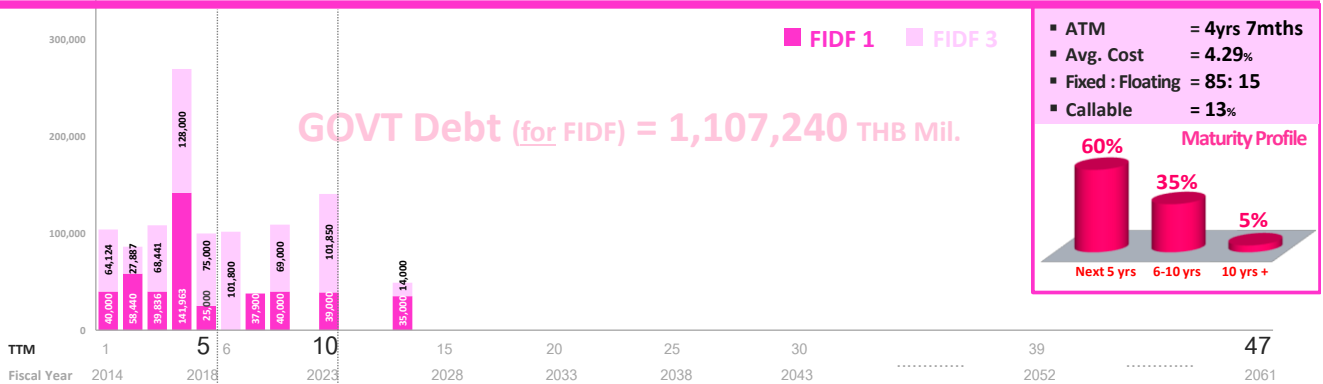 300,000
200,000
100,000
0
FIDF 1 FIDF 3
GOVT Debt (for FIDF) = 1,107,240 THB Mil.
▪ ATM = 4yrs 7mths
▪ Avg. Cost = 4.29%
▪ Fixed : Floating = 85: 15
▪ Callable = 13%
Maturity Profile
60%
35%
5%
Next 5 yrs 6-10 yrs 10 yrs +
64,124
40,000
27,887
58,440
68,441
39,836
128,000
141,963
75,000
25,000
101,800
37,900
69,000
40,000
101,850
39,000
14,000
35,000
TTM 1 5 6 10 15 20 25 30 39 47
Fiscal Year 2014 2018 2023 2028 2033 2038 2043 ............... 2052 ............... 2061